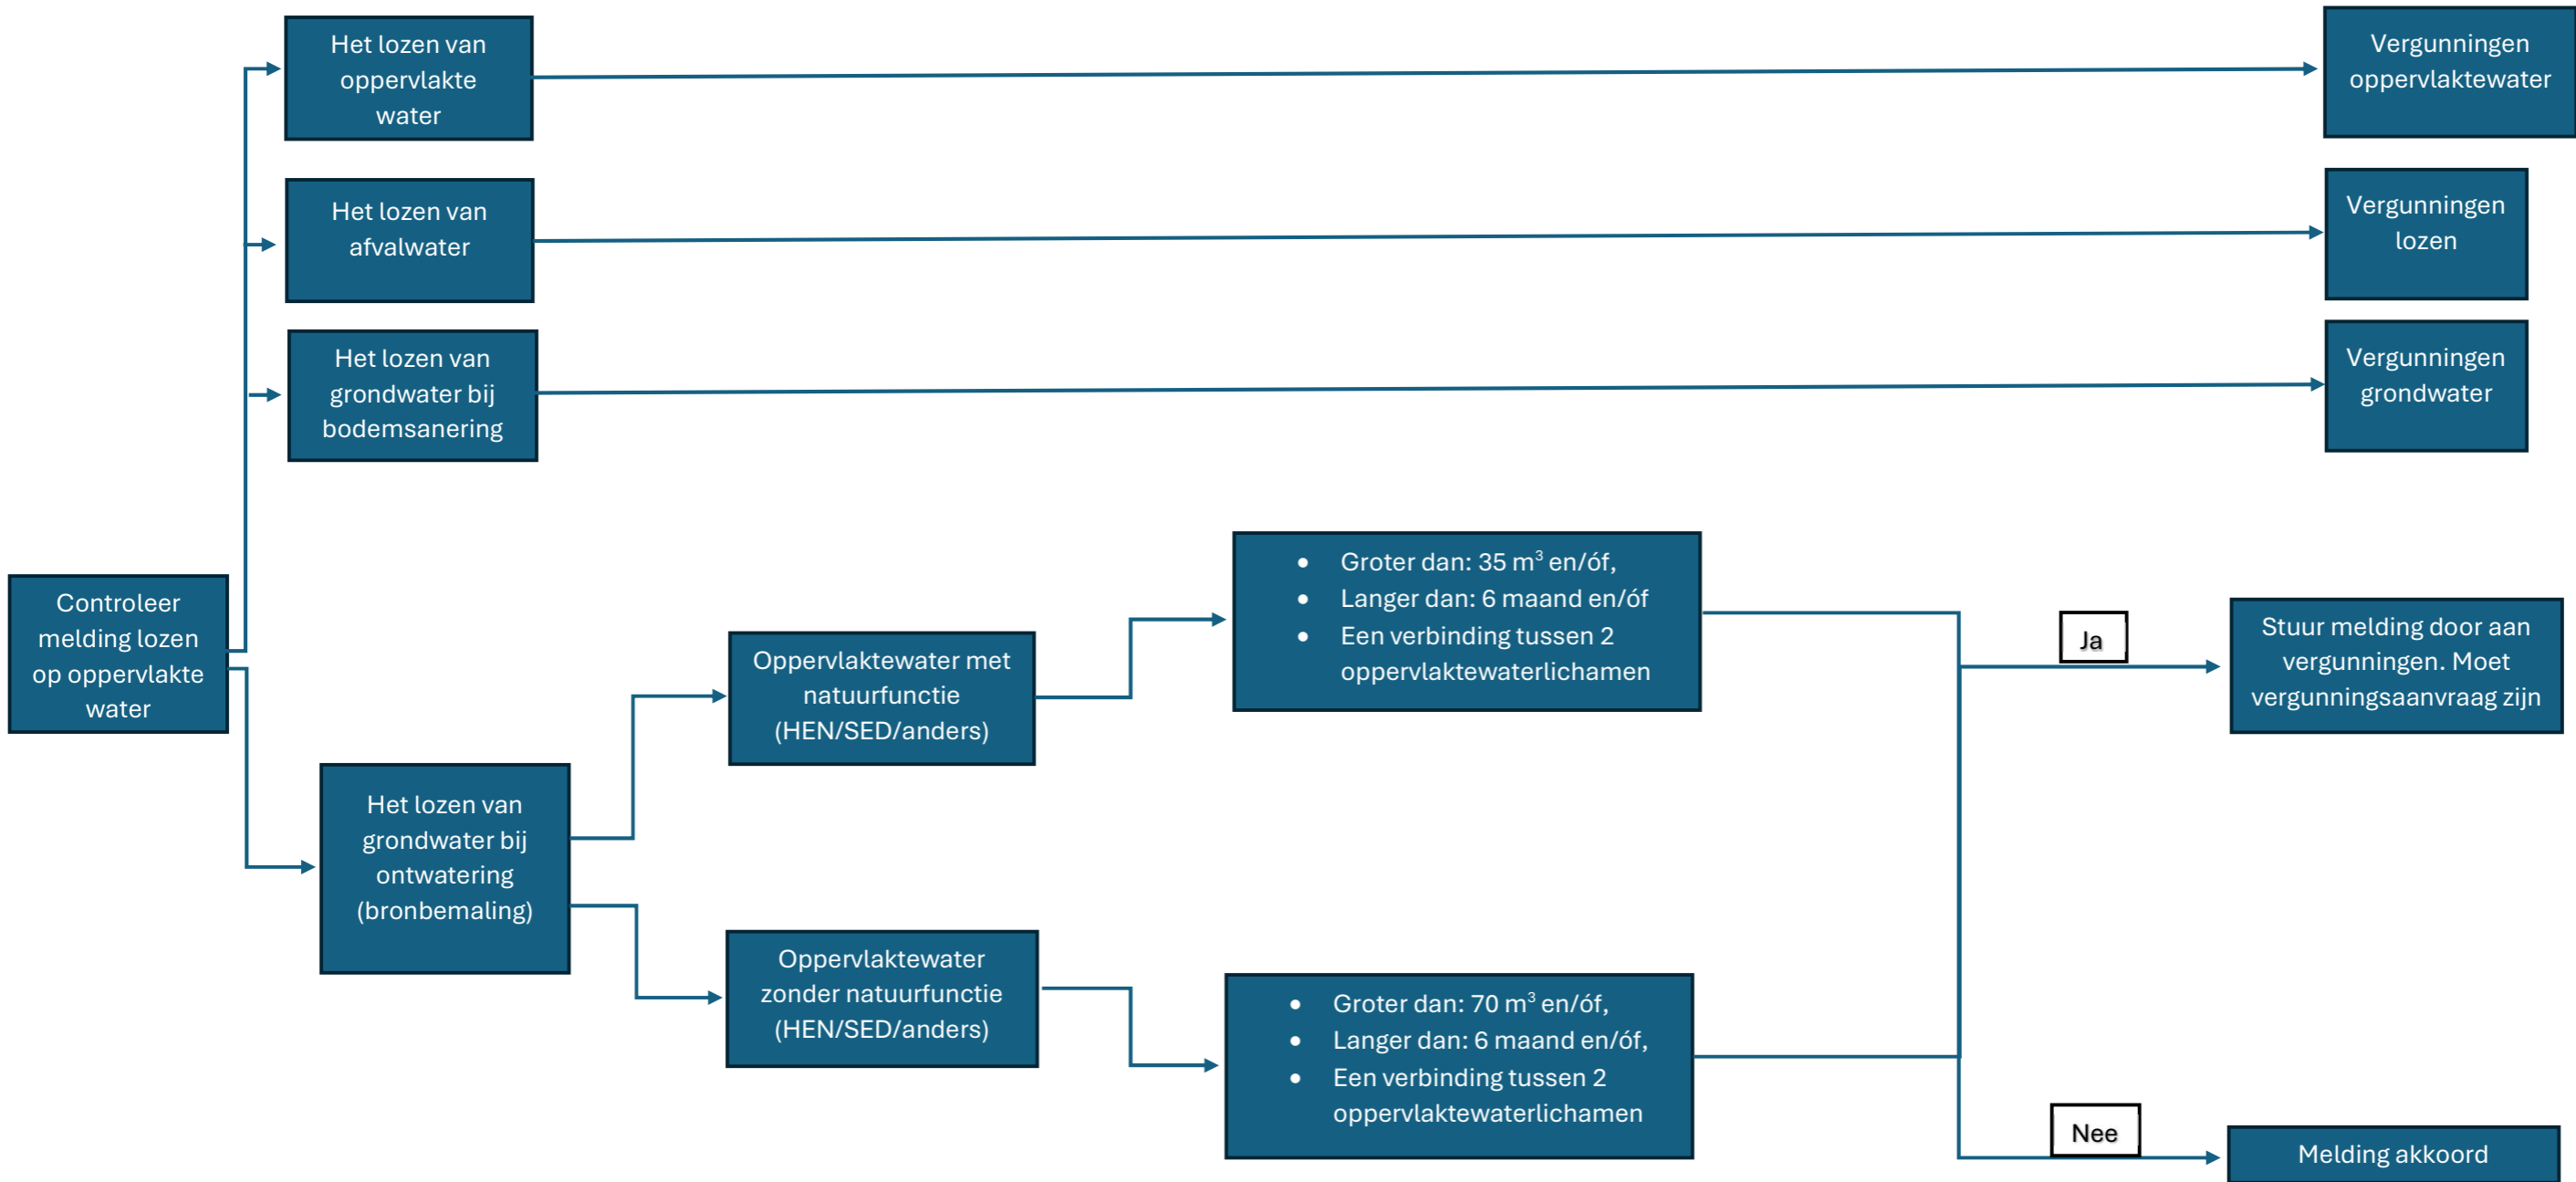 Het lozen van
oppervlakte
water
Vergunningen
oppervlaktewater
Het lozen van
afvalwater
Vergunningen
lozen
Het lozen van
grondwater bij
bodemsanering
Vergunningen
grondwater
Controleer
melding lozen
op oppervlakte
water
Het lozen van
grondwater bij
ontwatering
(bronbemaling)
Oppervlaktewater met
natuurfunctie
(HEN/SED/anders)
• Groter dan: 35 m³ en/óf,
• Langer dan: 6 maand en/óf
• Een verbinding tussen 2
oppervlaktewaterlichamen
Ja
Stuur melding door aan
vergunningen. Moet
vergunningsaanvraag zijn
Oppervlaktewater
zonder natuurfunctie
(HEN/SED/anders)
• Groter dan: 70 m³ en/óf,
• Langer dan: 6 maand en/óf,
• Een verbinding tussen 2
oppervlaktewaterlichamen
Nee
Melding akkoord